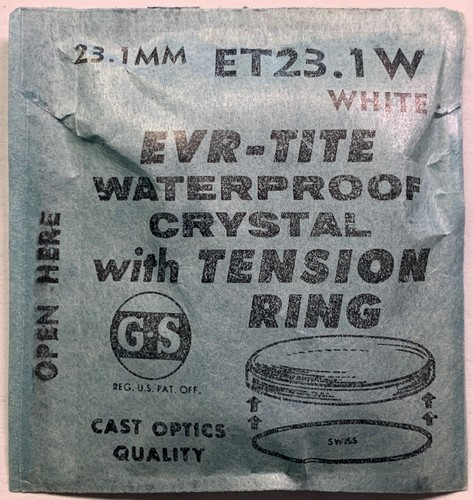 23.1MM ET23.1W
WHITE
EVR-TITE
WATERPROOF
CRYSTAL
with TENSION
RING
OPEN HERE
G-S
REG. U.S. PAT. OFF.
CAST OPTICS
QUALITY
SWISS